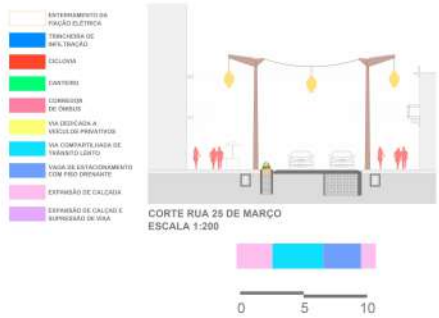 ENTERRAMENTO DA
FIAÇÃO ELÉTRICA
TRINCHEIRA DE
INFILTRAÇÃO
CICLOVIA
CANTEIRO
CORREDOR
DE ÔNIBUS
VIA DEDICADA A
VEÍCULOS PRIVATIVOS
VIA COMPARTILHADA DE
TRÂNSITO LENTO
VAGA DE ESTACIONAMENTO
COM PISO DRENANTE
EXPANSÃO DE CALÇADA
EXPANSÃO DE CALÇAD E
SUPRESSÃO DE VIAA
CORTE RUA 25 DE MARÇO
ESCALA 1:200
0 5 10